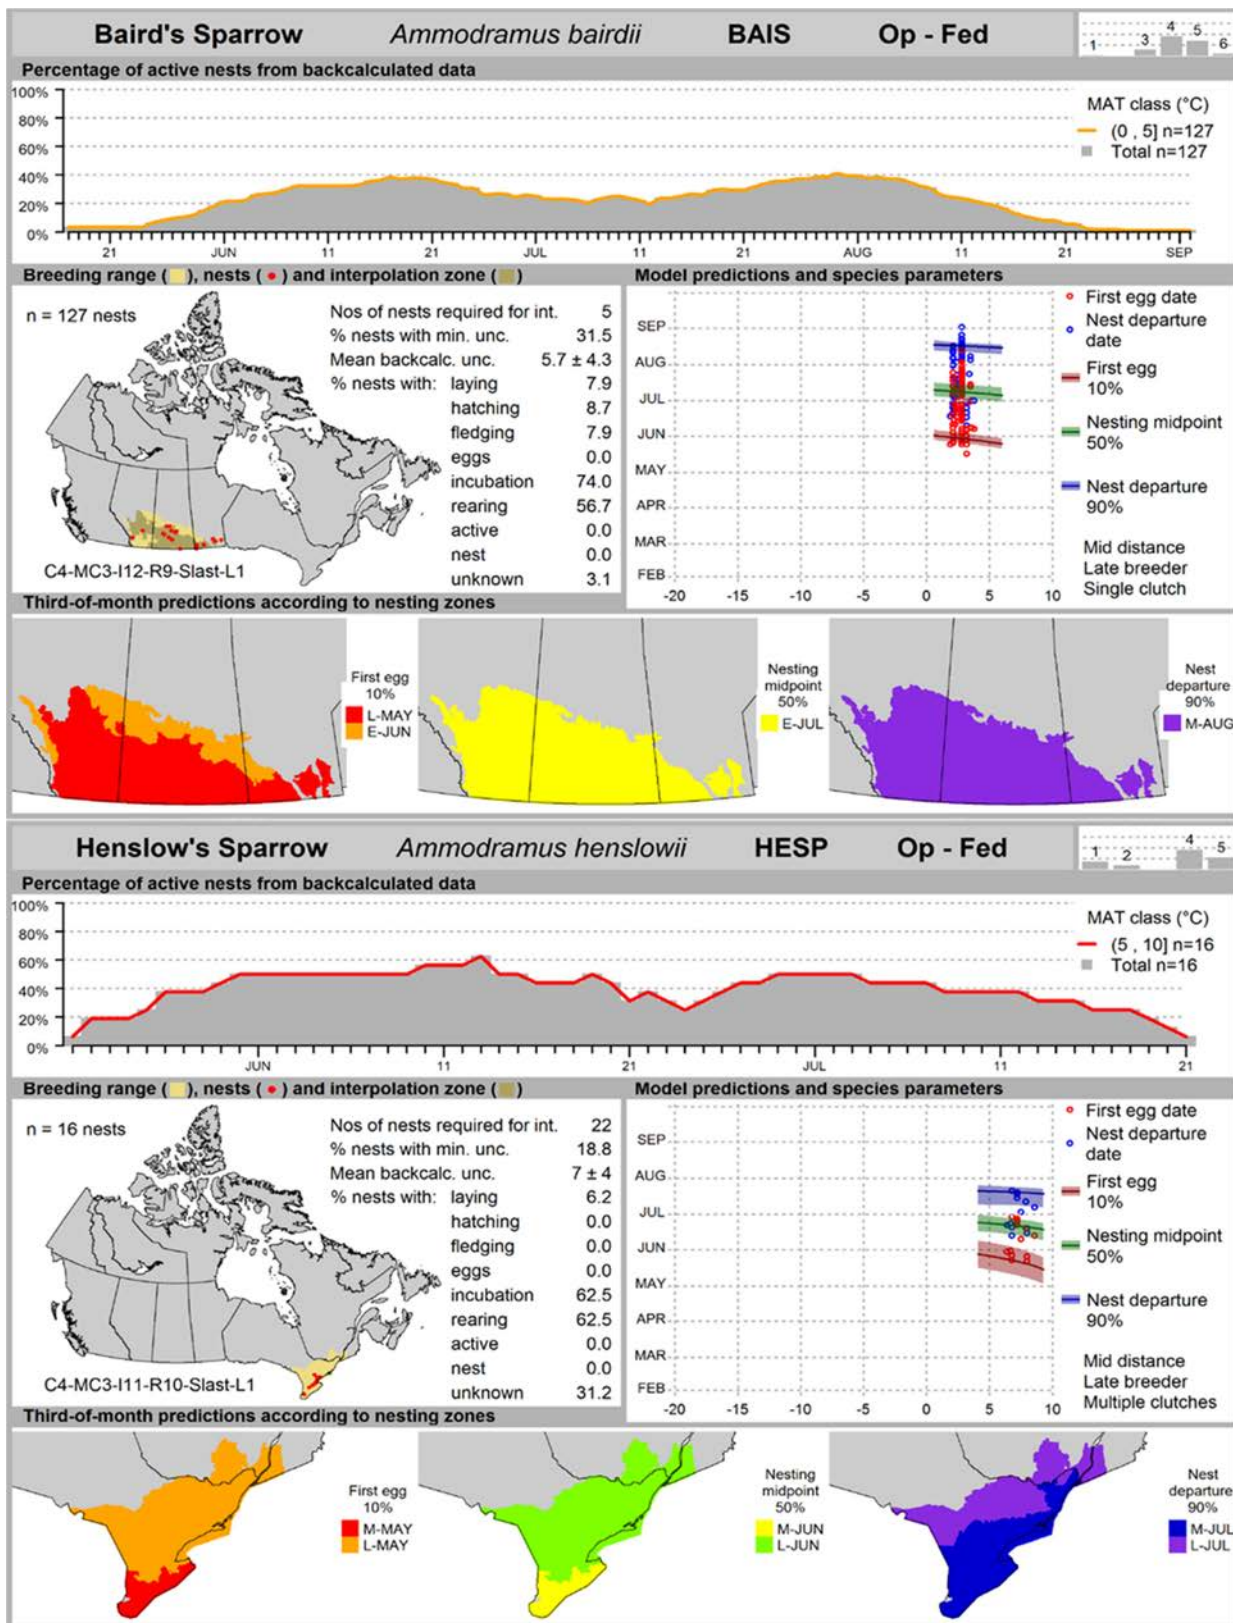 Baird's Sparrow Ammodramus bairdii BAIS Op - Fed
1 3 4 5 6
Percentage of active nests from backcalculated data
100%
80%
60%
40%
20%
0%
MAT class (°C)
(0 , 5] n=127
Total n=127
21 JUN 11 21 JUL 11 21 AUG 11 21 SEP
Breeding range ( ), nests ( ) and interpolation zone ( )
n = 127 nests
Nos of nests required for int. 5
% nests with min. unc. 31.5
Mean backcalc. unc. 5.7 ± 4.3
% nests with: laying 7.9
hatching 8.7
fledging 7.9
eggs 0.0
incubation 74.0
rearing 56.7
active 0.0
nest 0.0
unknown 3.1
C4-MC3-I12-R9-Slast-L1
Model predictions and species parameters
SEP
AUG
JUL
JUN
MAY
APR
MAR
FEB
-20 -15 -10 -5 0 5 10
First egg date
Nest departure
date
First egg
10%
Nesting midpoint
50%
Nest departure
90%
Mid distance
Late breeder
Single clutch
Third-of-month predictions according to nesting zones
First egg
10%
L-MAY
E-JUN
Nesting
midpoint
50%
E-JUL
Nest
departure
90%
M-AUG
Henslow's Sparrow Ammodramus henslowii HESP Op - Fed
1 2 4 5
Percentage of active nests from backcalculated data
100%
80%
60%
40%
20%
0%
MAT class (°C)
(5 , 10] n=16
Total n=16
JUN 11 21 JUL 11 21
Breeding range ( ), nests ( ) and interpolation zone ( )
n = 16 nests
Nos of nests required for int. 22
% nests with min. unc. 18.8
Mean backcalc. unc. 7 ± 4
% nests with: laying 6.2
hatching 0.0
fledging 0.0
eggs 0.0
incubation 62.5
rearing 62.5
active 0.0
nest 0.0
unknown 31.2
C4-MC3-I11-R10-Slast-L1
Model predictions and species parameters
SEP
AUG
JUL
JUN
MAY
APR
MAR
FEB
-20 -15 -10 -5 0 5 10
First egg date
Nest departure
date
First egg
10%
Nesting midpoint
50%
Nest departure
90%
Mid distance
Late breeder
Multiple clutches
Third-of-month predictions according to nesting zones
First egg
10%
M-MAY
L-MAY
Nesting
midpoint
50%
M-JUN
L-JUN
Nest
departure
90%
M-JUL
L-JUL